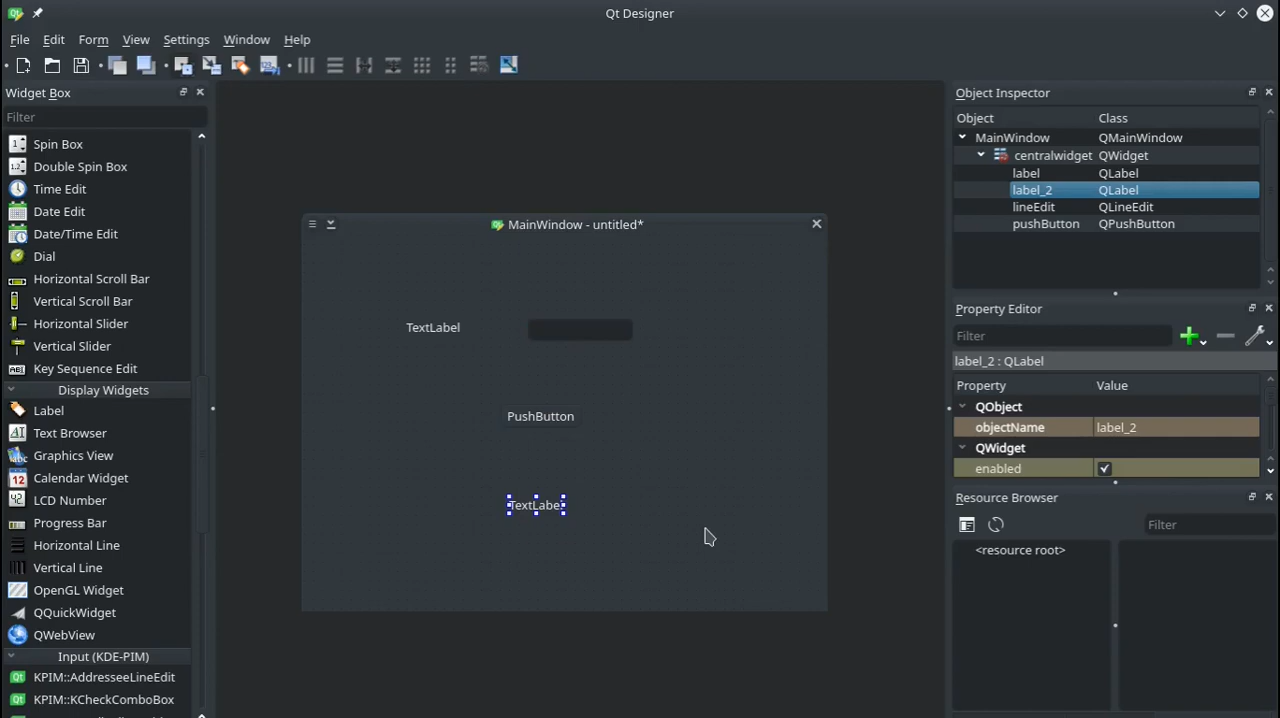 Qt Designer
File Edit Form View Settings Window Help
Widget Box
Filter
Spin Box
Double Spin Box
Time Edit
Date Edit
Date/Time Edit
Dial
Horizontal Scroll Bar
Vertical Scroll Bar
Horizontal Slider
Vertical Slider
Key Sequence Edit
Display Widgets
Label
Text Browser
Graphics View
Calendar Widget
LCD Number
Progress Bar
Horizontal Line
Vertical Line
OpenGL Widget
QQuickWidget
QWebView
Input (KDE-PIM)
KPIM::AddresseeLineEdit
KPIM::KCheckComboBox
MainWindow - untitled*
TextLabel
PushButton
TextLabel
Object Inspector
Object Class
MainWindow QMainWindow
centralwidget QWidget
label QLabel
label_2 QLabel
lineEdit QLineEdit
pushButton QPushButton
Property Editor
Filter
label_2 : QLabel
Property Value
QObject
objectName label_2
QWidget
enabled
Resource Browser
Filter
<resource root>